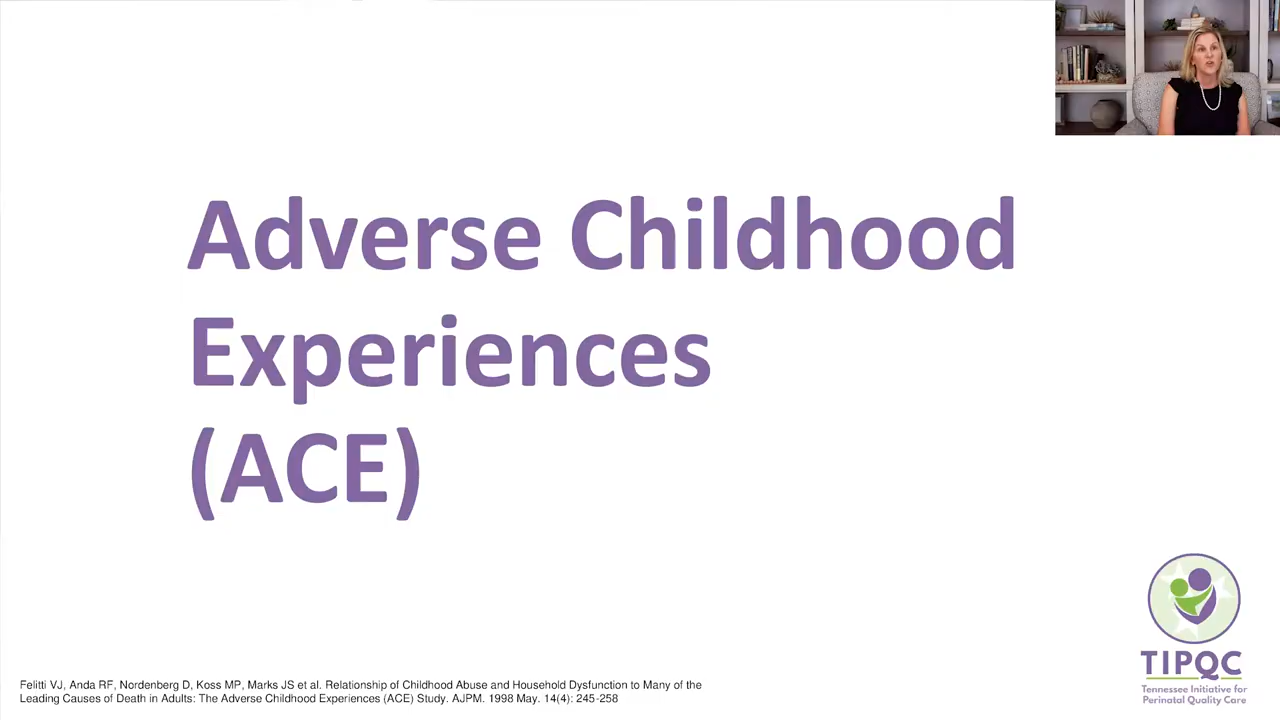 Adverse Childhood
Experiences
(ACE)
TIPQC
Tennessee Initiative for
Perinatal Quality Care
Felitti VJ, Anda RF, Nordenberg D, Koss MP, Marks JS et al. Relationship of Childhood Abuse and Household Dysfunction to Many of the
Leading Causes of Death in Adults: The Adverse Childhood Experiences (ACE) Study. AJPM. 1998 May. 14(4): 245-258